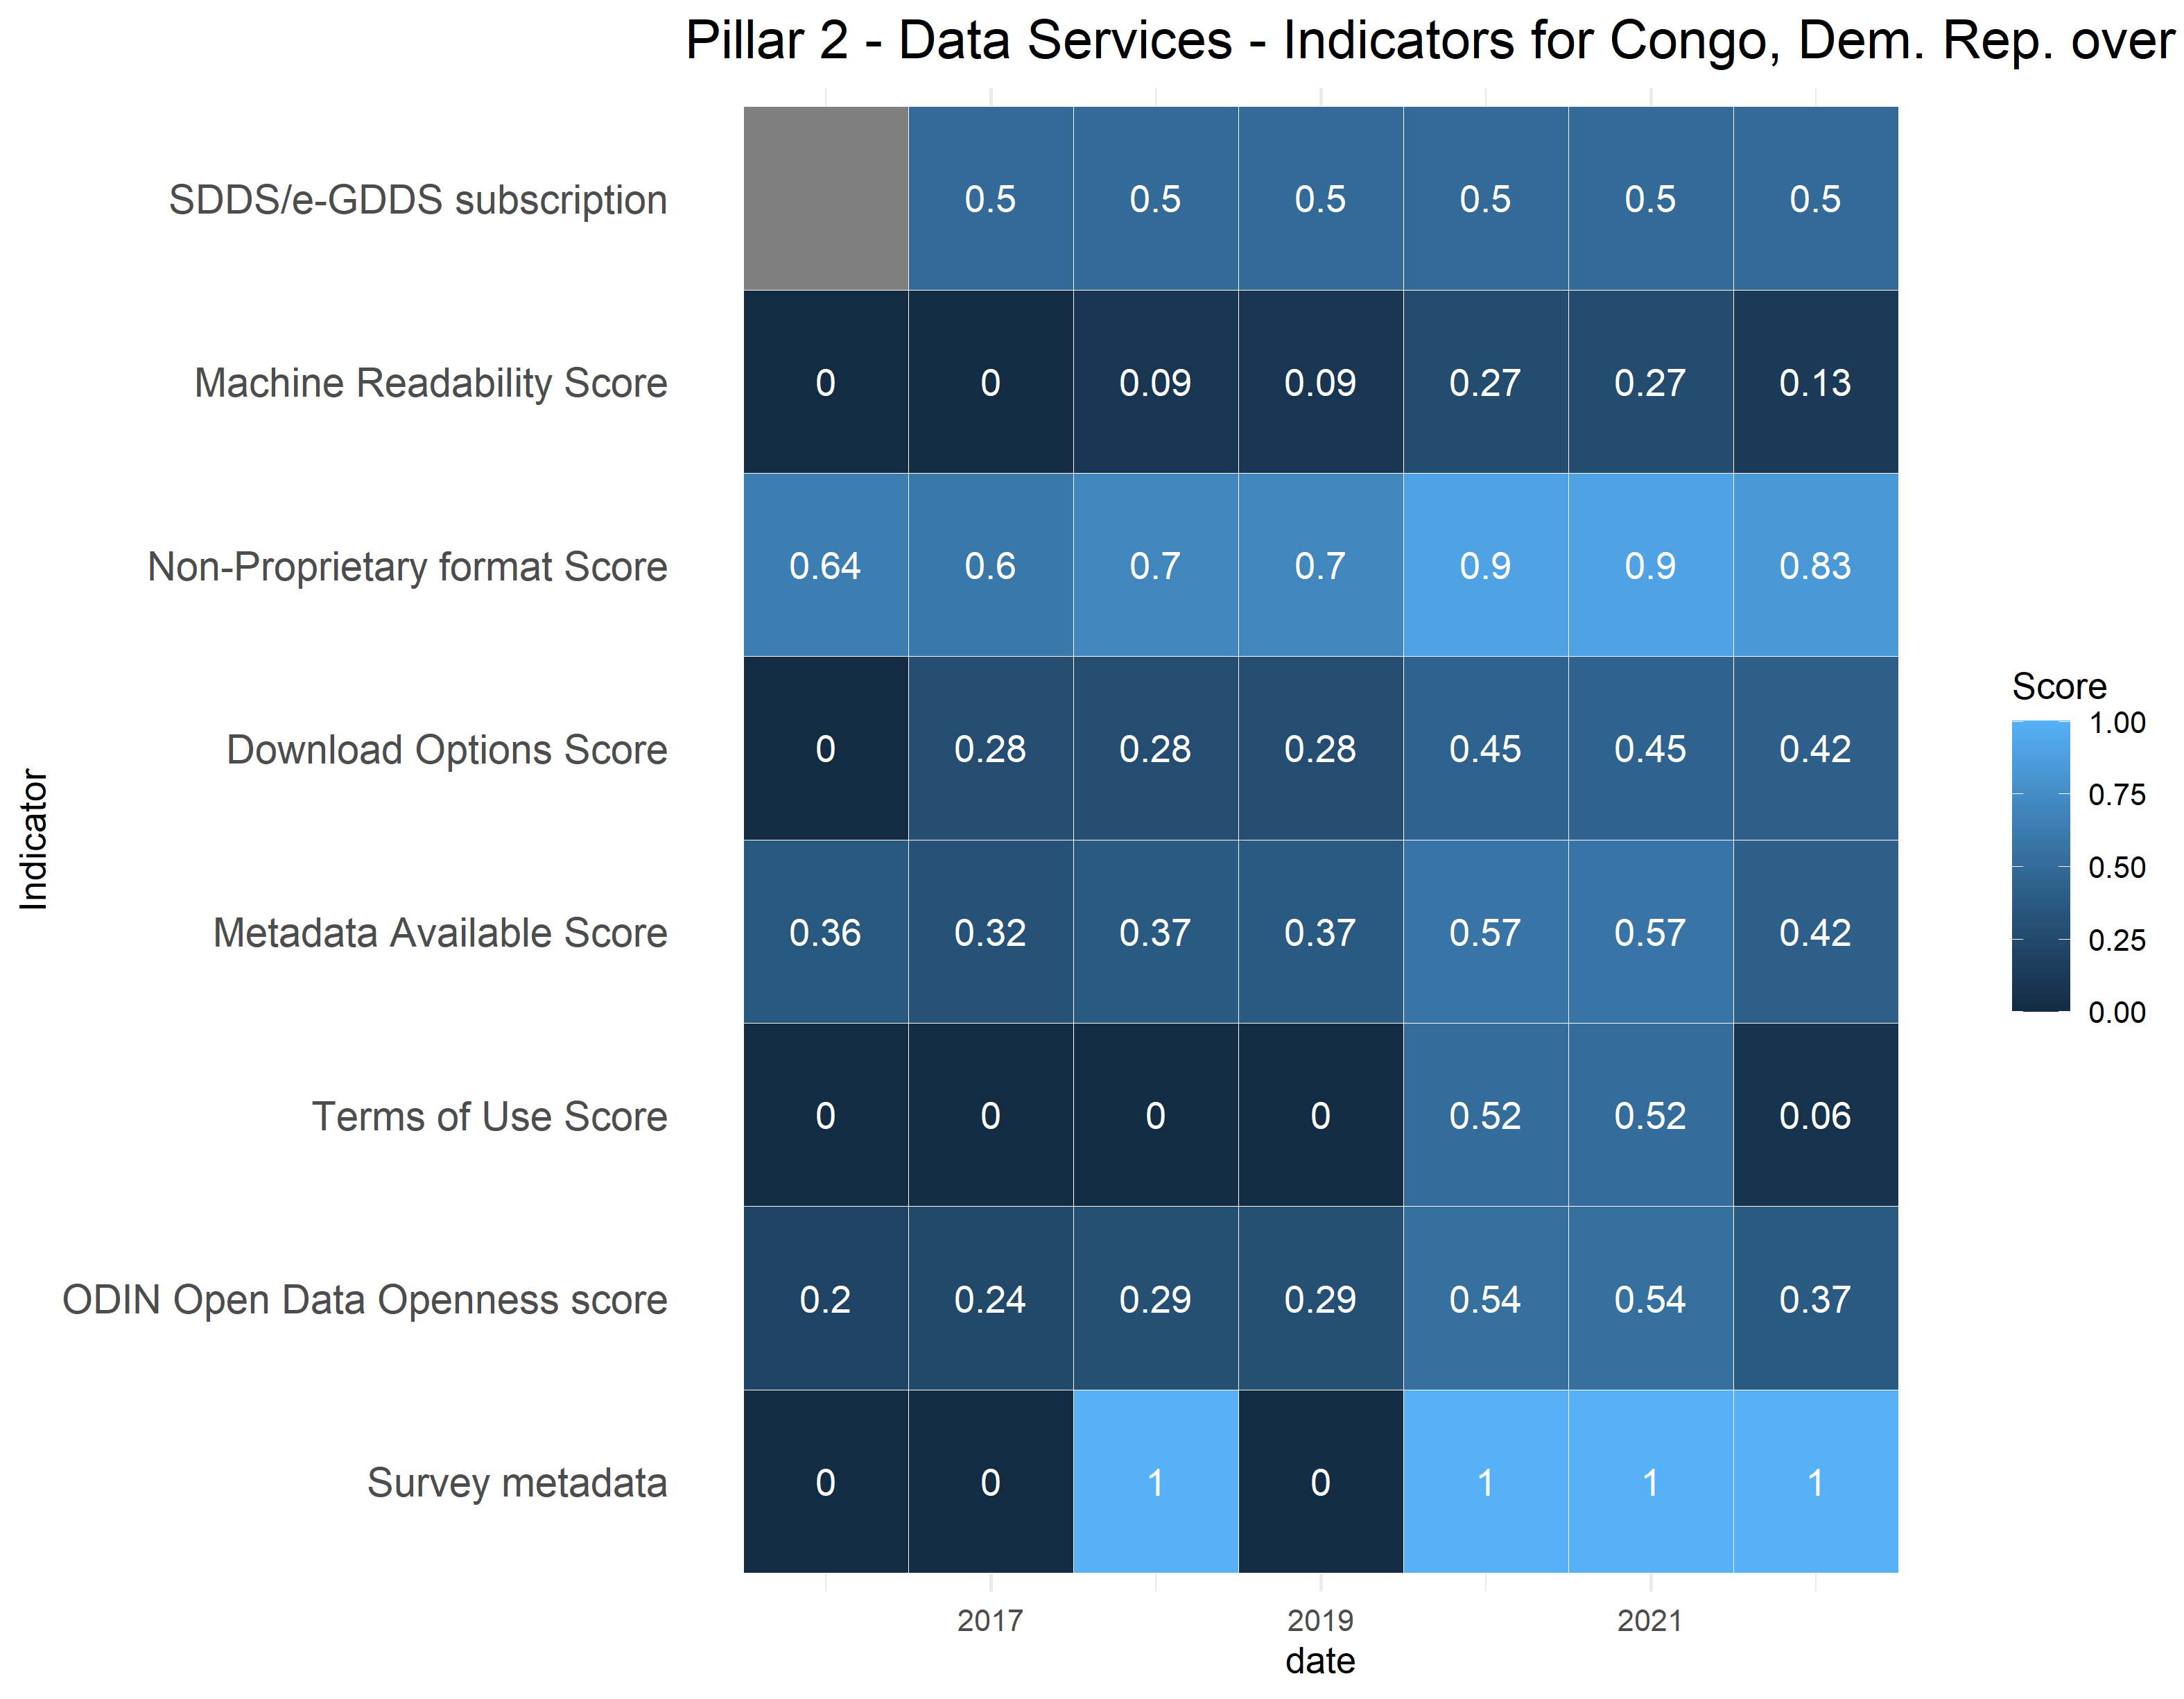 Pillar 2 - Data Services - Indicators for Congo, Dem. Rep. over
SDDS/e-GDDS subscription 0.5 0.5 0.5 0.5 0.5 0.5
Machine Readability Score 0 0 0.09 0.09 0.27 0.27 0.13
Non-Proprietary format Score 0.64 0.6 0.7 0.7 0.9 0.9 0.83
Download Options Score 0 0.28 0.28 0.28 0.45 0.45 0.42
Metadata Available Score 0.36 0.32 0.37 0.37 0.57 0.57 0.42
Terms of Use Score 0 0 0 0 0.52 0.52 0.06
ODIN Open Data Openness score 0.2 0.24 0.29 0.29 0.54 0.54 0.37
Survey metadata 0 0 1 0 1 1 1
2017 2019 2021
date
Indicator
Score
1.00
0.75
0.50
0.25
0.00